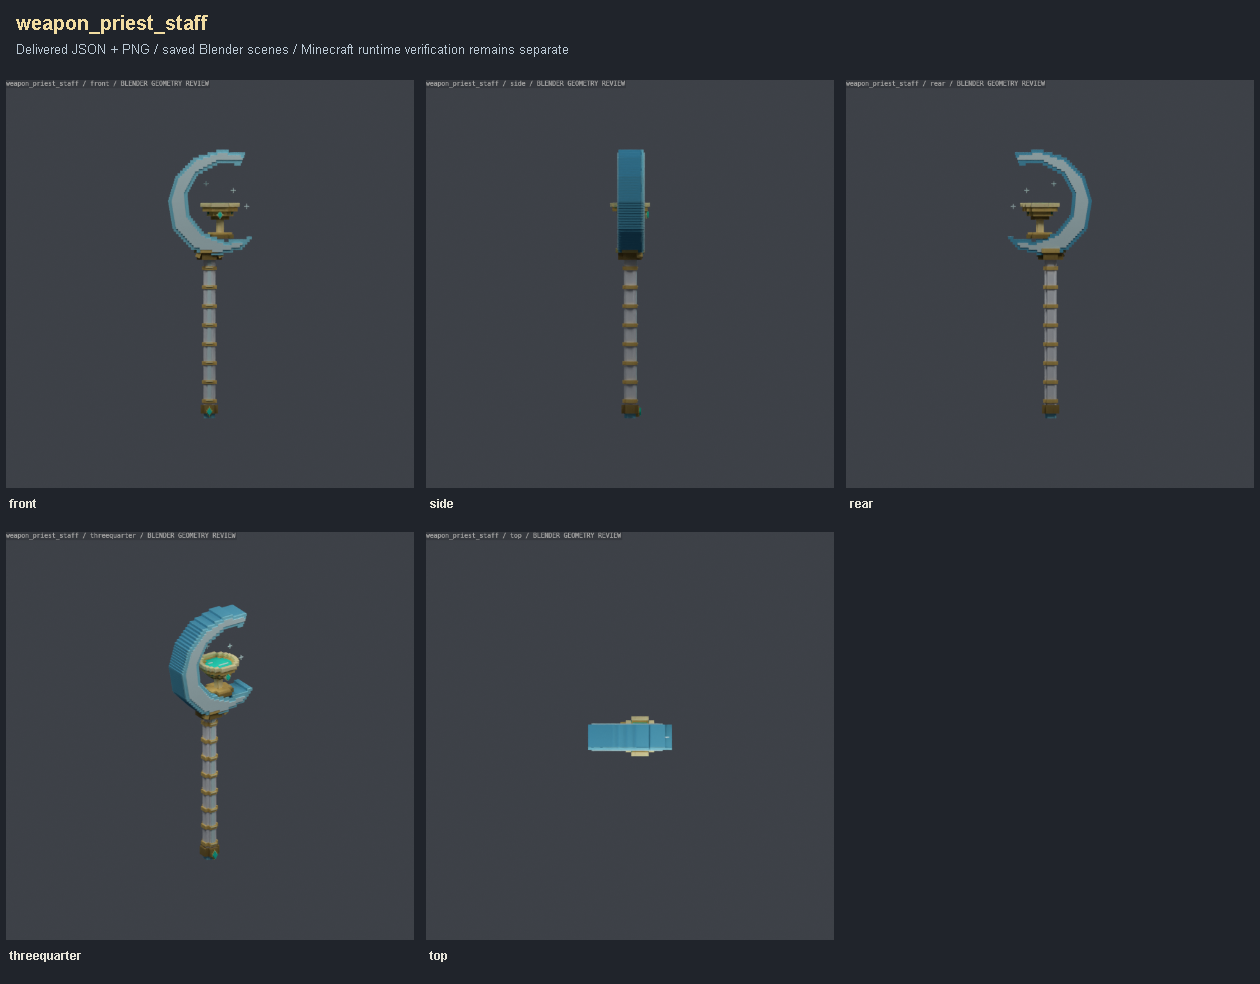 weapon_priest_staff
Delivered JSON + PNG / saved Blender scenes / Minecraft runtime verification remains separate
weapon_priest_staff / front / BLENDER GEOMETRY REVIEW
weapon_priest_staff / side / BLENDER GEOMETRY REVIEW
weapon_priest_staff / rear / BLENDER GEOMETRY REVIEW
front
side
rear
weapon_priest_staff / threequarter / BLENDER GEOMETRY REVIEW
weapon_priest_staff / top / BLENDER GEOMETRY REVIEW
threequarter
top